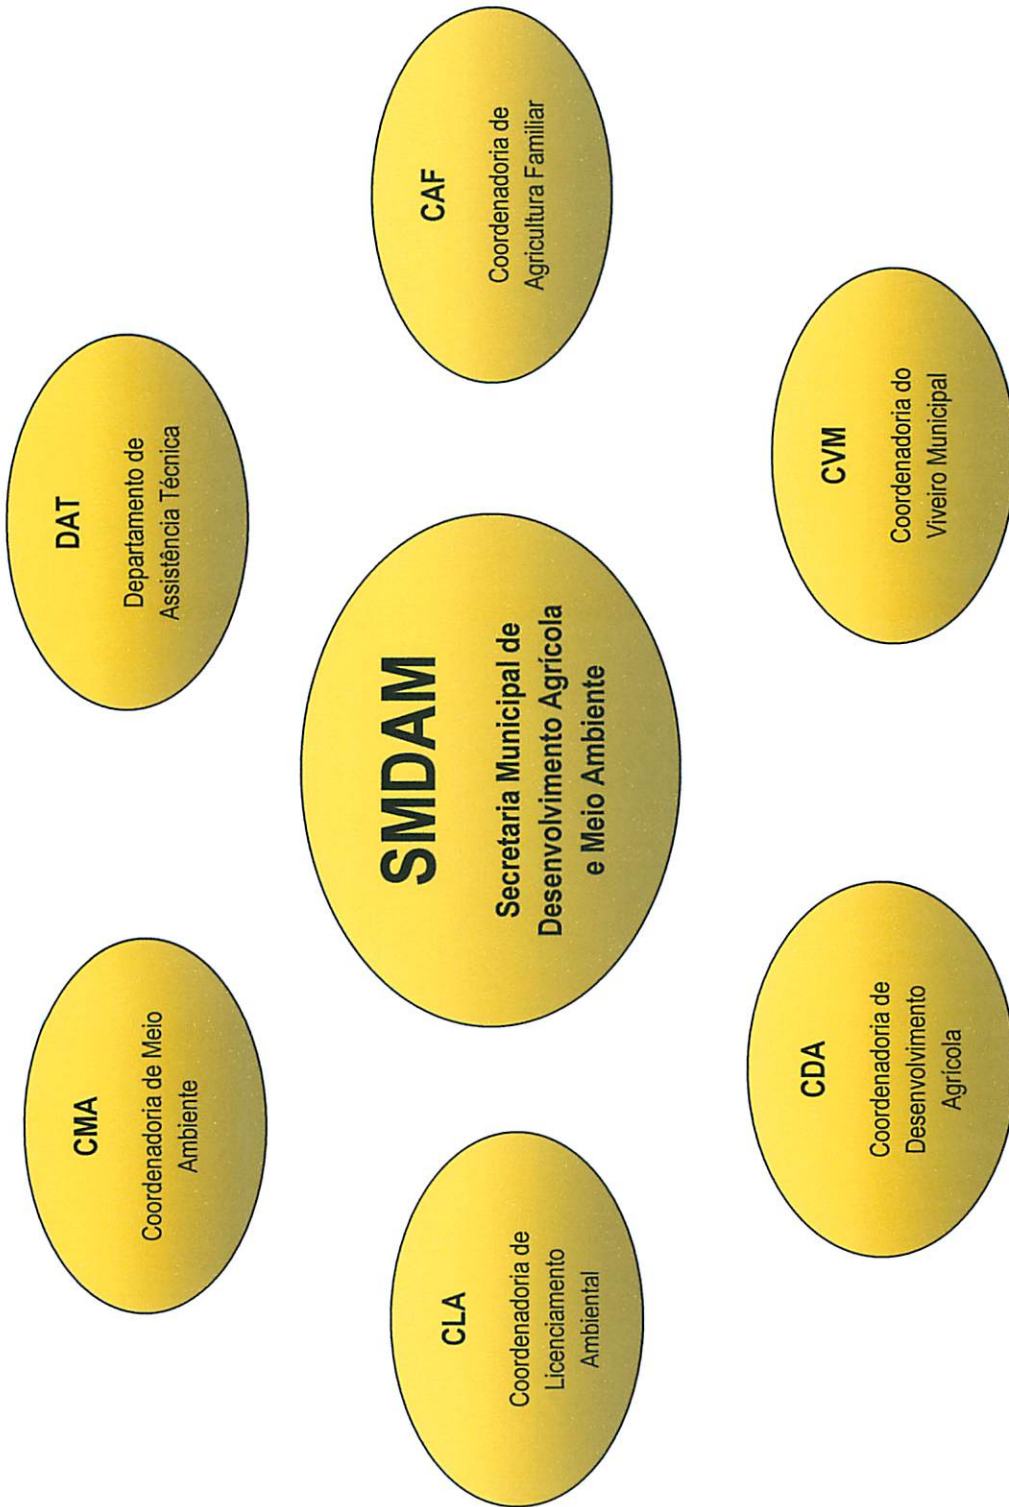 CMA
Coordenadoria de Meio
Ambiente
DAT
Departamento de
Assistência Técnica
CLA
Coordenadoria de
Licenciamento
Ambiental
SMDAM
Secretaria Municipal de
Desenvolvimento Agrícola
e Meio Ambiente
CAF
Coordenadoria de
Agricultura Familiar
CDA
Coordenadoria de
Desenvolvimento
Agrícola
CVM
Coordenadoria do
Viveiro Municipal